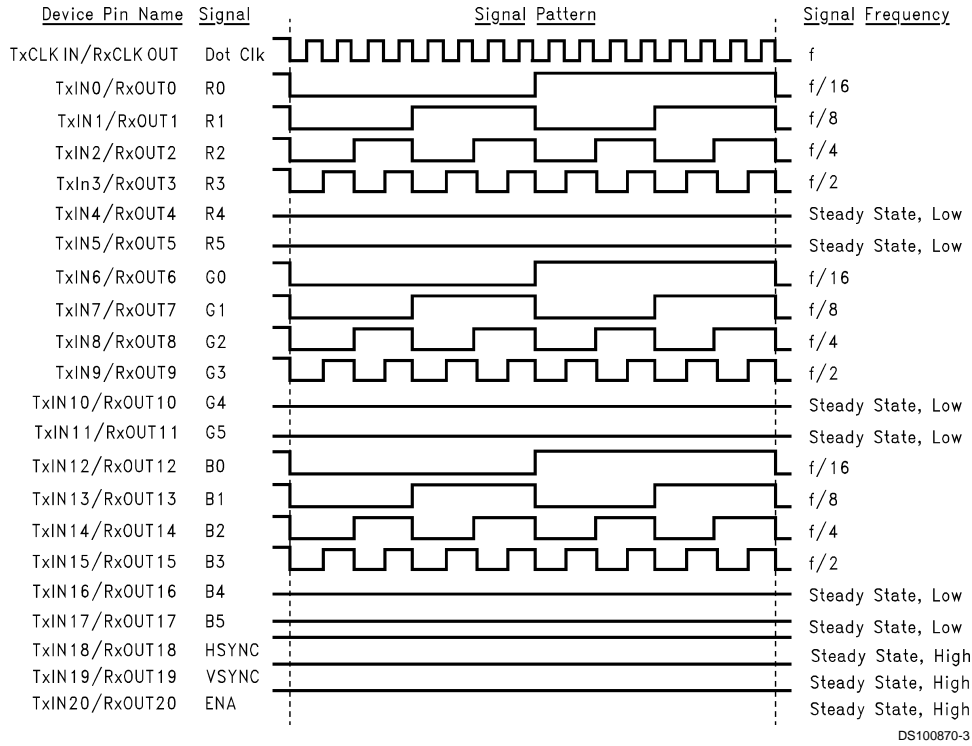 Device Pin Name Signal Signal Pattern Signal Frequency
TxCLK IN/RxCLK OUT Dot Clk f
TxIN0/RxOUT0 R0 f/16
TxIN1/RxOUT1 R1 f/8
TxIN2/RxOUT2 R2 f/4
TxIn3/RxOUT3 R3 f/2
TxIN4/RxOUT4 R4 Steady State, Low
TxIN5/RxOUT5 R5 Steady State, Low
TxIN6/RxOUT6 G0 f/16
TxIN7/RxOUT7 G1 f/8
TxIN8/RxOUT8 G2 f/4
TxIN9/RxOUT9 G3 f/2
TxIN10/RxOUT10 G4 Steady State, Low
TxIN11/RxOUT11 G5 Steady State, Low
TxIN12/RxOUT12 B0 f/16
TxIN13/RxOUT13 B1 f/8
TxIN14/RxOUT14 B2 f/4
TxIN15/RxOUT15 B3 f/2
TxIN16/RxOUT16 B4 Steady State, Low
TxIN17/RxOUT17 B5 Steady State, Low
TxIN18/RxOUT18 HSYNC Steady State, High
TxIN19/RxOUT19 VSYNC Steady State, High
TxIN20/RxOUT20 ENA Steady State, High
DS100870-3